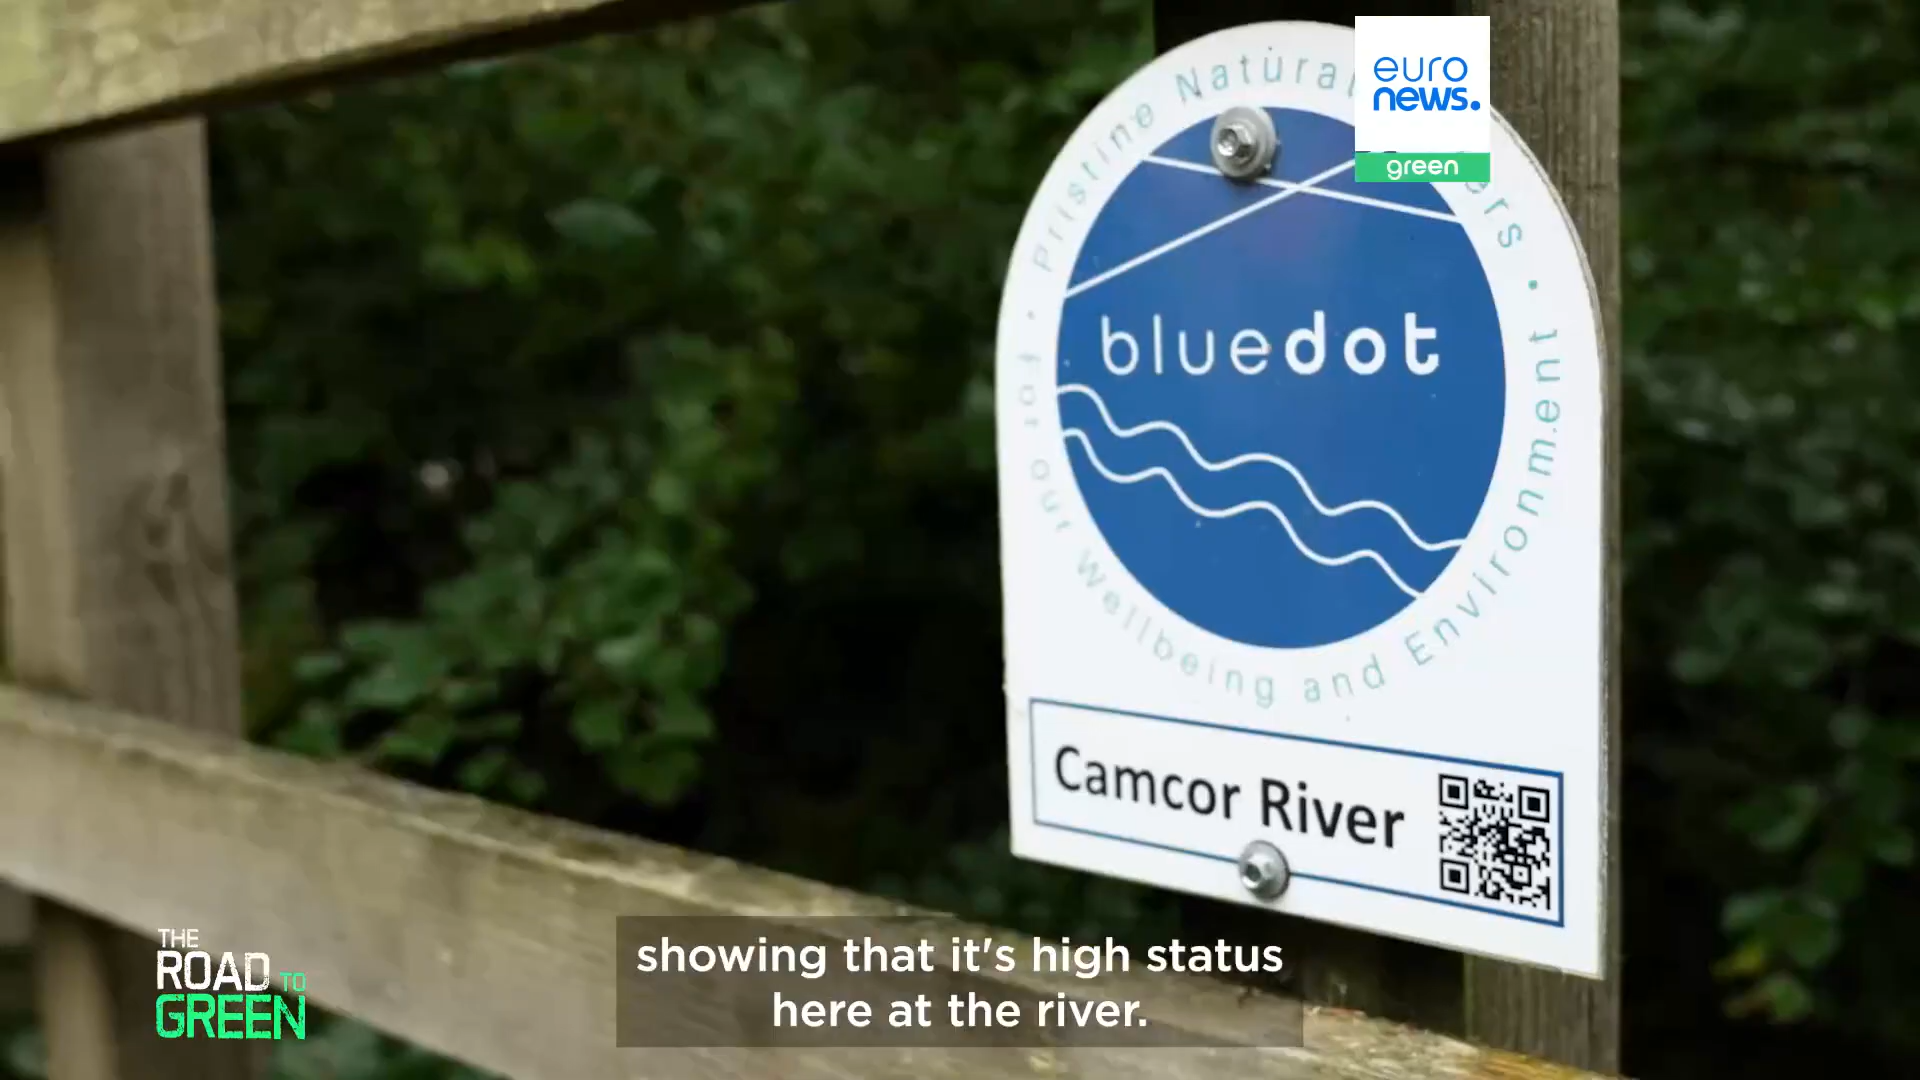 euro
news.
green
Pristine Natural
ers
for our Wellbeing and Environment
bluedot
Camcor River
showing that it's high status
here at the river.
THE
ROAD TO
GREEN